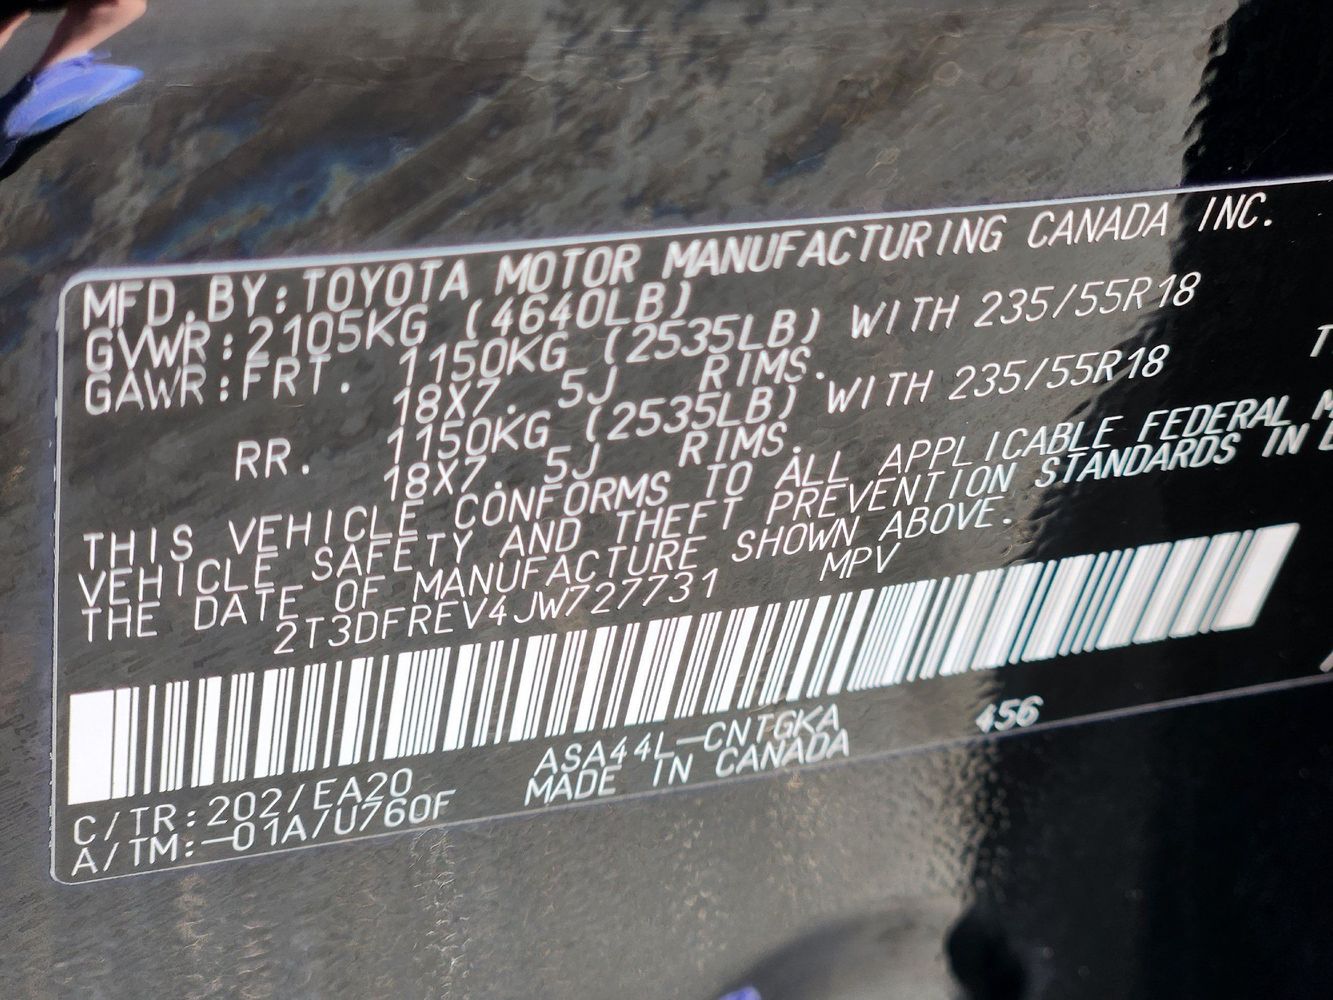 MFD.BY:TOYOTA MOTOR MANUFACTURING CANADA INC.
GVWR:2105KG (4640LB)
GAWR:FRT. 1150KG (2535LB) WITH 235/55R18
18X7.5J RIMS.
RR. 1150KG (2535LB) WITH 235/55R18
18X7.5J RIMS.
THIS VEHICLE CONFORMS TO ALL APPLICABLE FEDERAL
VEHICLE SAFETY AND THEFT PREVENTION STANDARDS IN
THE DATE OF MANUFACTURE SHOWN ABOVE.
2T3DFREV4JW727731 MPV
ASA44L-CNTGKA 456
C/TR:202/EA20 MADE IN CANADA
A/TM:-01A/U760F